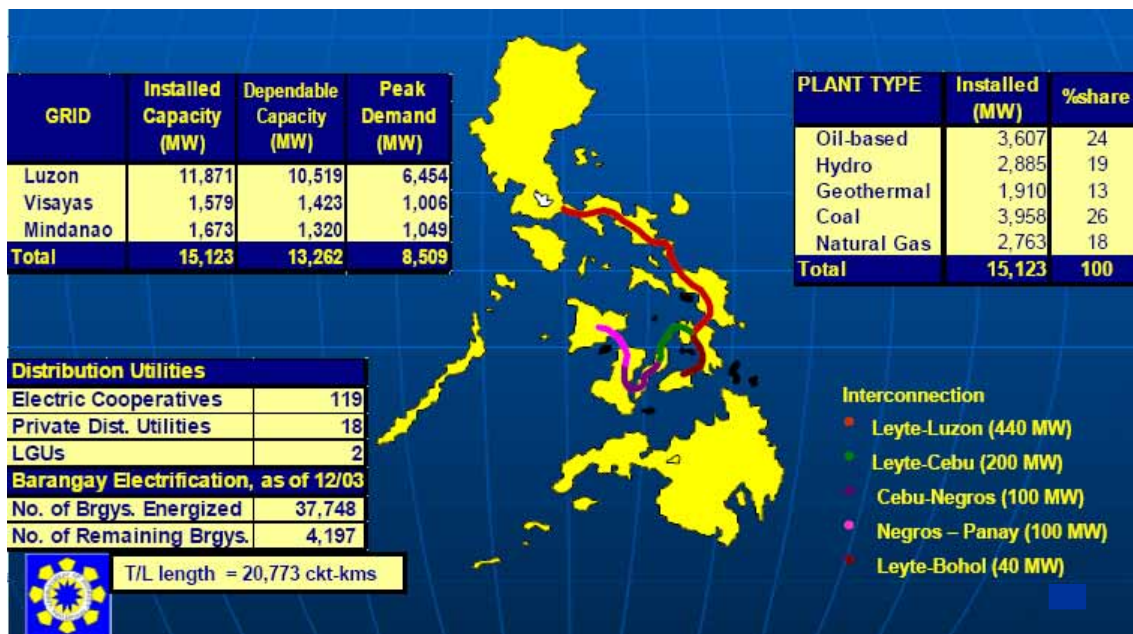 GRID Installed Capacity (MW) Dependable Capacity (MW) Peak Demand (MW)
Luzon 11,871 10,519 6,454
Visayas 1,579 1,423 1,006
Mindanao 1,673 1,320 1,049
Total 15,123 13,262 8,509
PLANT TYPE Installed (MW) %share
Oil-based 3,607 24
Hydro 2,885 19
Geothermal 1,910 13
Coal 3,958 26
Natural Gas 2,763 18
Total 15,123 100
Distribution Utilities
Electric Cooperatives 119
Private Dist. Utilities 18
LGUs 2
Barangay Electrification, as of 12/03
No. of Brgys. Energized 37,748
No. of Remaining Brgys. 4,197
T/L length = 20,773 ckt-kms
Interconnection
Leyte-Luzon (440 MW)
Leyte-Cebu (200 MW)
Cebu-Negros (100 MW)
Negros – Panay (100 MW)
Leyte-Bohol (40 MW)